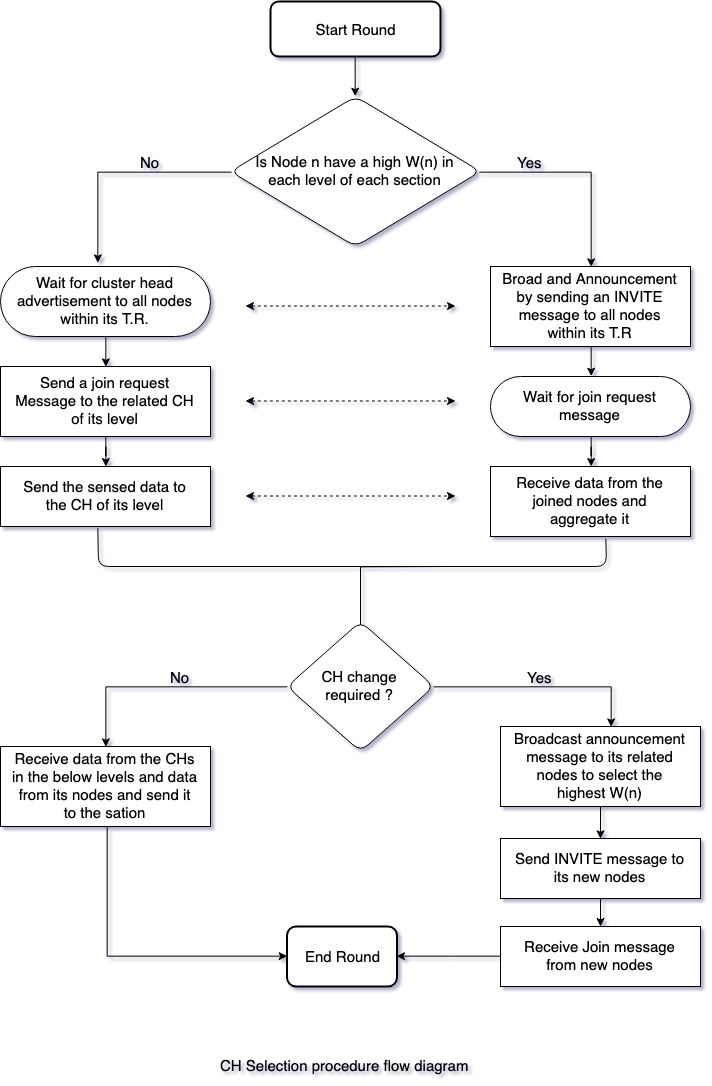 Start Round
Is Node n have a high W(n) in
each level of each section
No
Yes
Wait for cluster head
advertisement to all nodes
within its T.R.
Broad and Announcement
by sending an INVITE
message to all nodes
within its T.R
Send a join request
Message to the related CH
of its level
Wait for join request
message
Send the sensed data to
the CH of its level
Receive data from the
joined nodes and
aggregate it
CH change
required ?
No
Yes
Receive data from the CHs
in the below levels and data
from its nodes and send it
to the sation
Broadcast announcement
message to its related
nodes to select the
highest W(n)
Send INVITE message to
its new nodes
Receive Join message
from new nodes
End Round
CH Selection procedure flow diagram